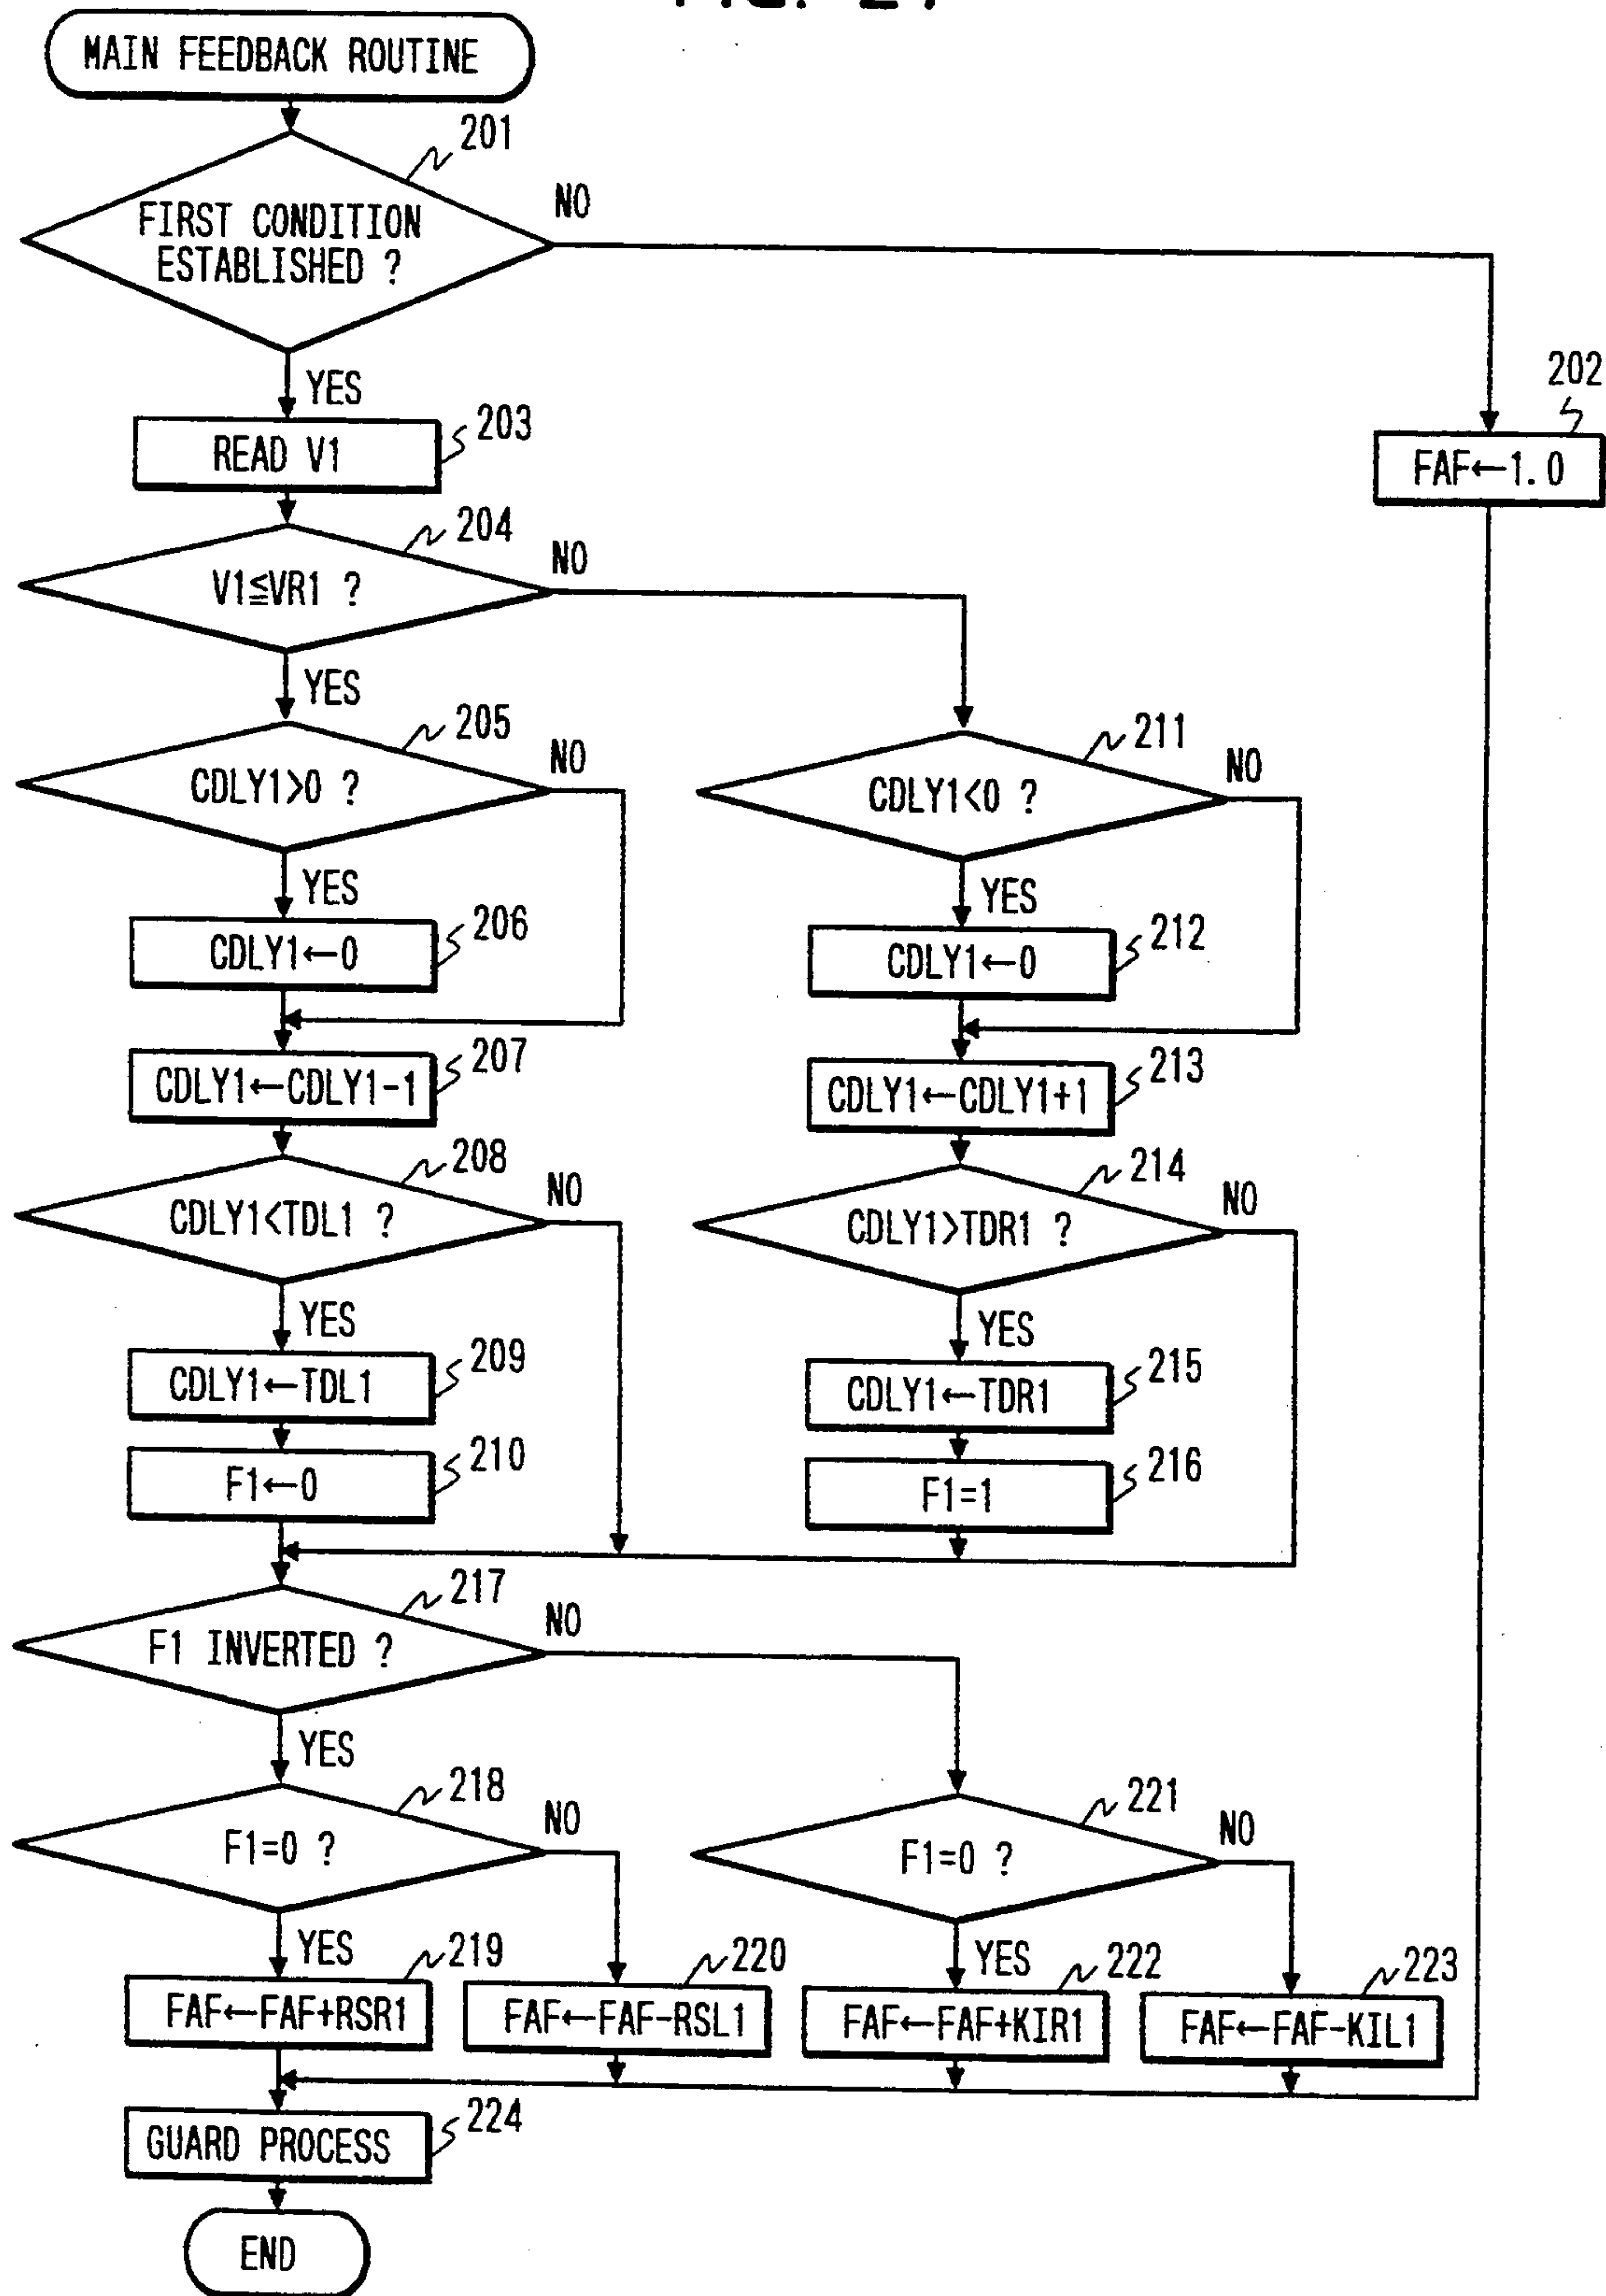 MAIN FEEDBACK ROUTINE
201
FIRST CONDITION
ESTABLISHED ?
NO
YES
202
FAF←1.0
203
READ V1
204
V1≦VR1 ?
NO
YES
205
CDLY1>0 ?
NO
YES
206
CDLY1←0
207
CDLY1←CDLY1-1
208
CDLY1<TDL1 ?
NO
YES
209
CDLY1←TDL1
210
F1←0
211
CDLY1<0 ?
NO
YES
212
CDLY1←0
213
CDLY1←CDLY1+1
214
CDLY1>TDR1 ?
NO
YES
215
CDLY1←TDR1
216
F1=1
217
F1 INVERTED ?
NO
YES
218
F1=0 ?
NO
YES
219
FAF←FAF+RSR1
220
FAF←FAF-RSL1
221
F1=0 ?
NO
YES
222
FAF←FAF+KIR1
223
FAF←FAF-KIL1
224
GUARD PROCESS
END